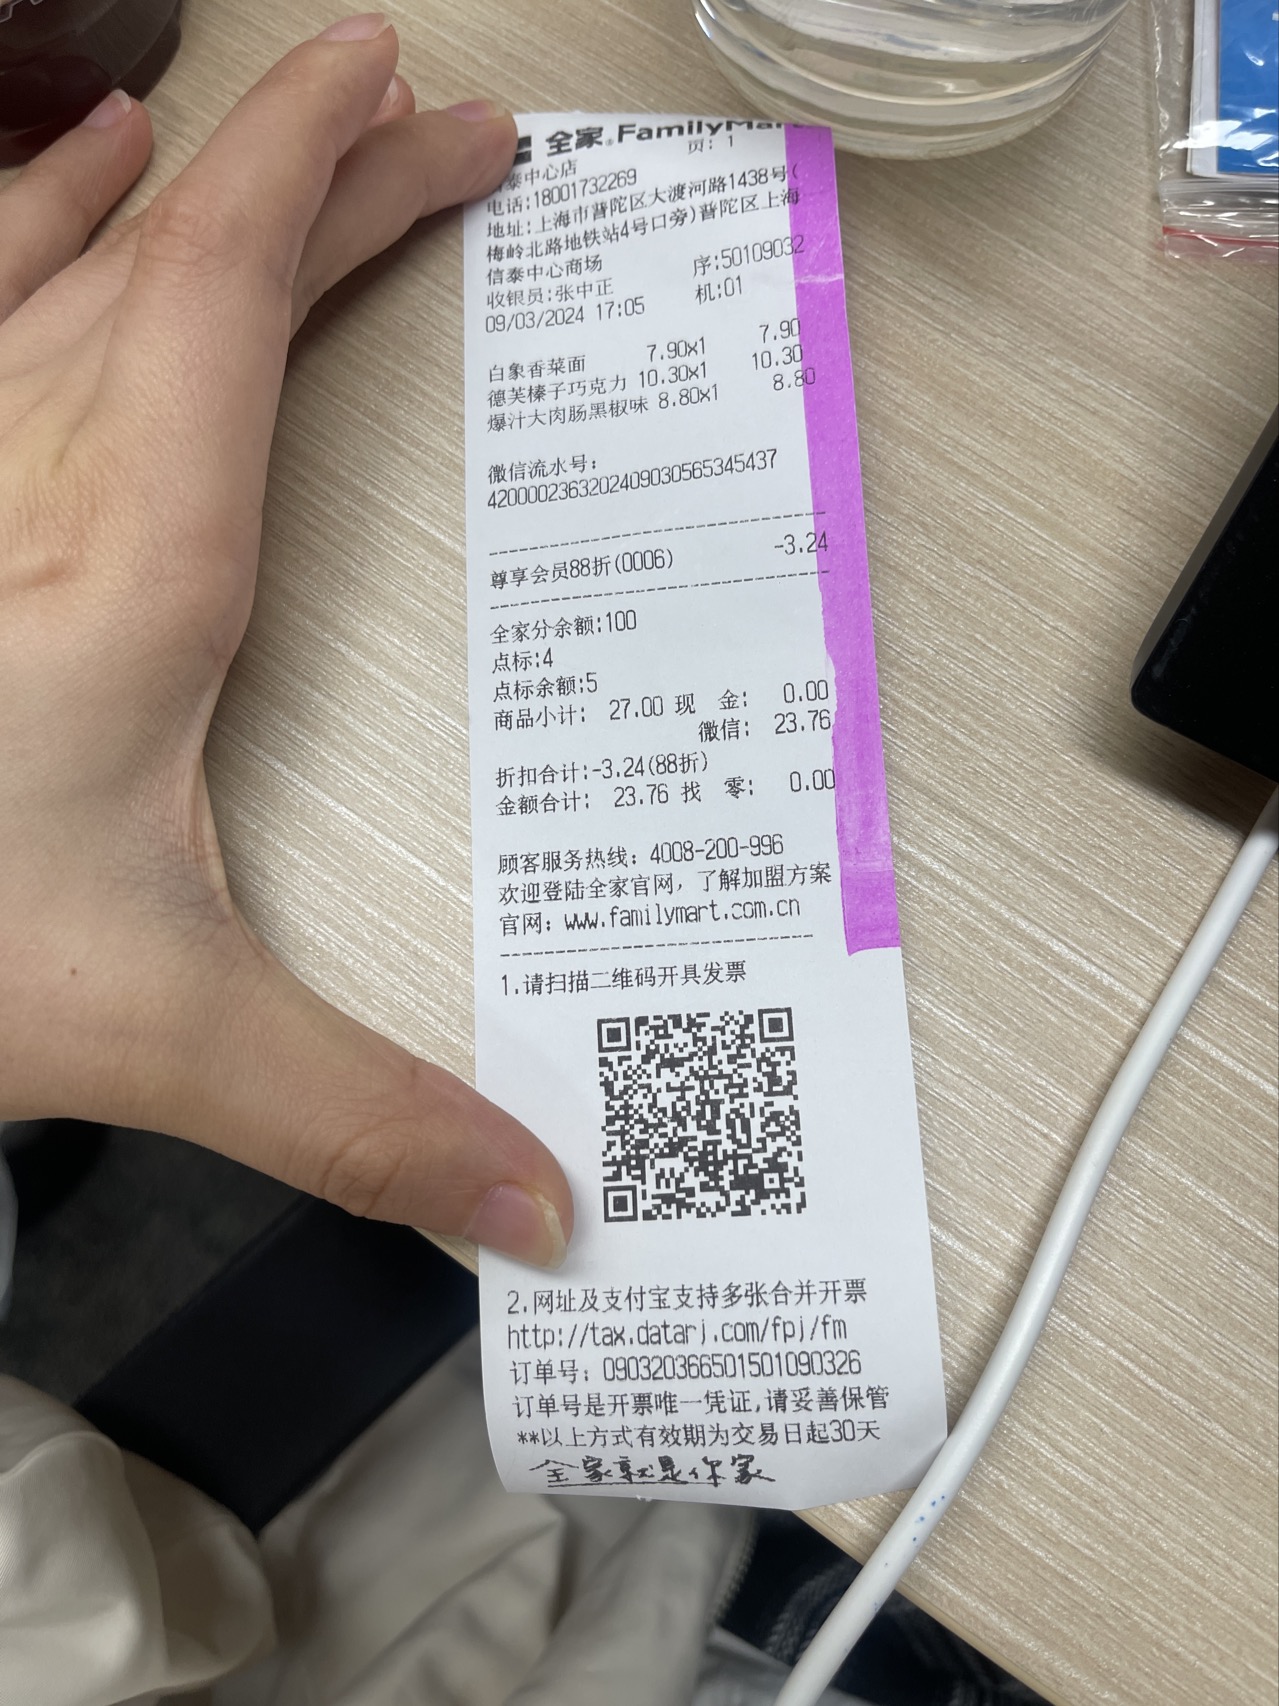 全家®FamilyMart
页: 1
泰中心店
电话:18001732269
地址:上海市普陀区大渡河路1438号(
梅岭北路地铁站4号口旁)普陀区上海
信泰中心商场 序:50109032
收银员:张中正 机:01
09/03/2024 17:05
白象香菜面 7.90x1 7.90
德芙榛子巧克力 10.30x1 10.30
爆汁大肉肠黑椒味 8.80x1 8.80
微信流水号:
4200002363202409030565345437
尊享会员88折(0006) -3.24
全家分余额:100
点标:4
点标余额:5
商品小计: 27.00 现 金: 0.00
微信: 23.76
折扣合计:-3.24(88折)
金额合计: 23.76 找 零: 0.00
顾客服务热线: 4008-200-996
欢迎登陆全家官网, 了解加盟方案
官网: www.familymart.com.cn
1.请扫描二维码开具发票
2.网址及支付宝支持多张合并开票
http://tax.datarj.com/fpj/fm
订单号: 090320366501501090326
订单号是开票唯一凭证,请妥善保管
**以上方式有效期为交易日起30天
全家就是你家